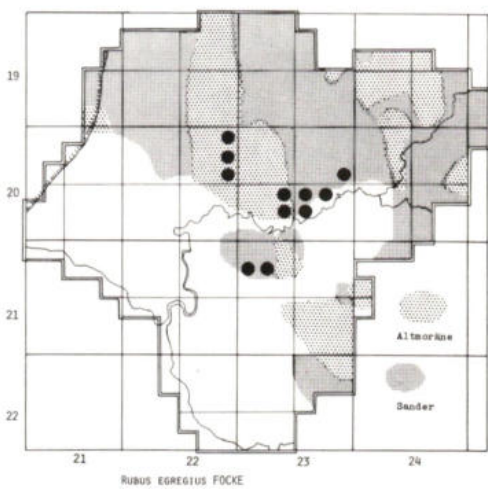 19
20
21
22
Altmoräne
Sander
21 22 23 24
RUBUS EGREGIUS FOCKE